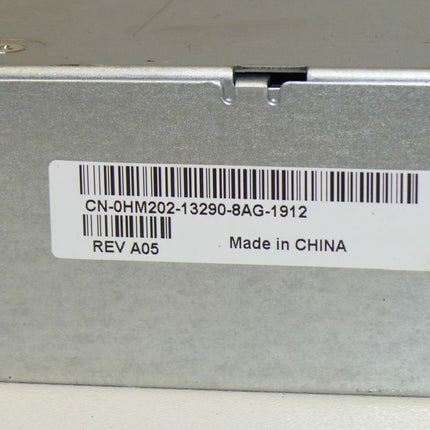 CN-0HM202-13290-8AG-1912
REV A05 Made in CHINA